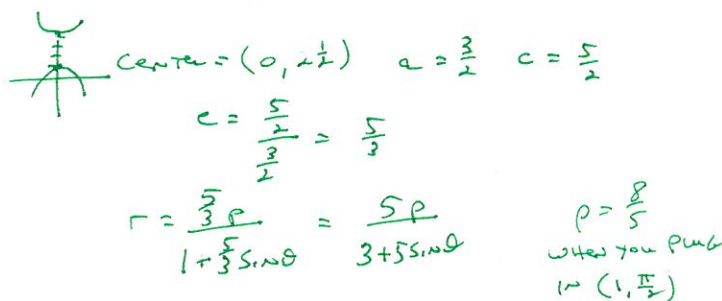 center = (0, 2 1/2) a = 3/2 c = 5/2
e = (5/2)/(3/2) = 5/3
r = (5/3 p)/(1 + 5/3 sin θ) = 5p/(3 + 5 sin θ)
p = 8/5
when you plug
in (1, π/2)